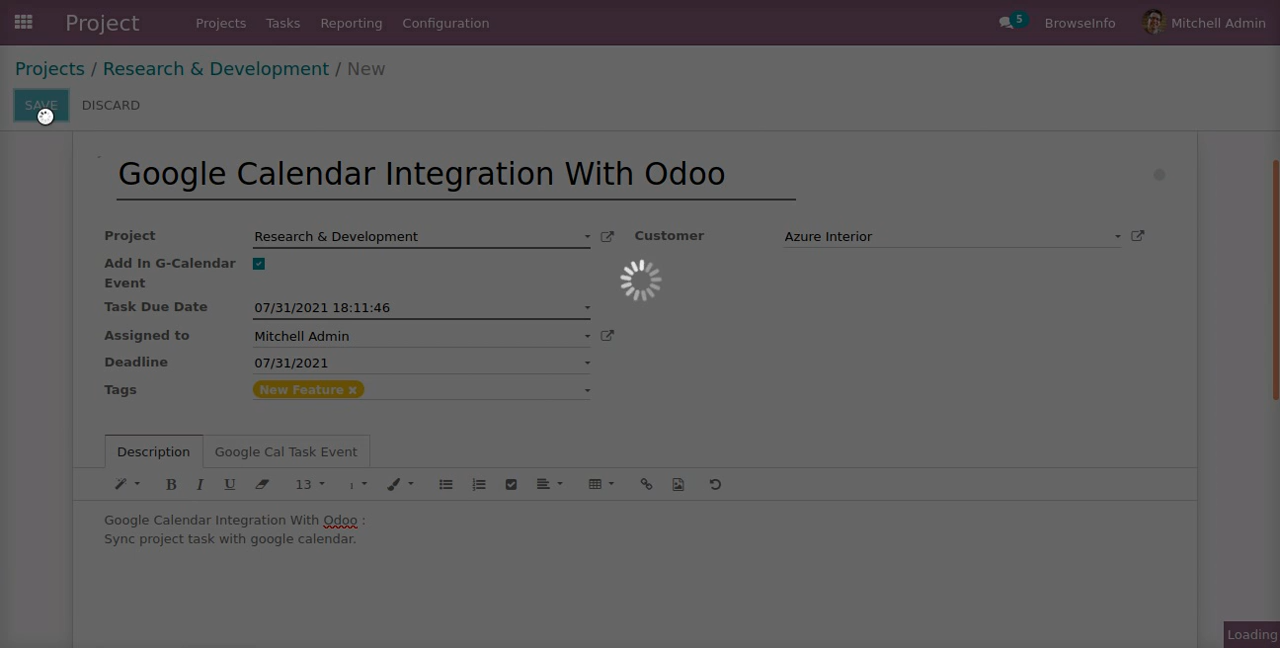 Project Projects Tasks Reporting Configuration 5 BrowseInfo Mitchell Admin
Projects / Research & Development / New
SAVE DISCARD
Google Calendar Integration With Odoo
Project Research & Development Customer Azure Interior
Add In G-Calendar
Event
Task Due Date 07/31/2021 18:11:46
Assigned to Mitchell Admin
Deadline 07/31/2021
Tags New Feature ×
Description Google Cal Task Event
B I U 13
Google Calendar Integration With Odoo :
Sync project task with google calendar.
Loading